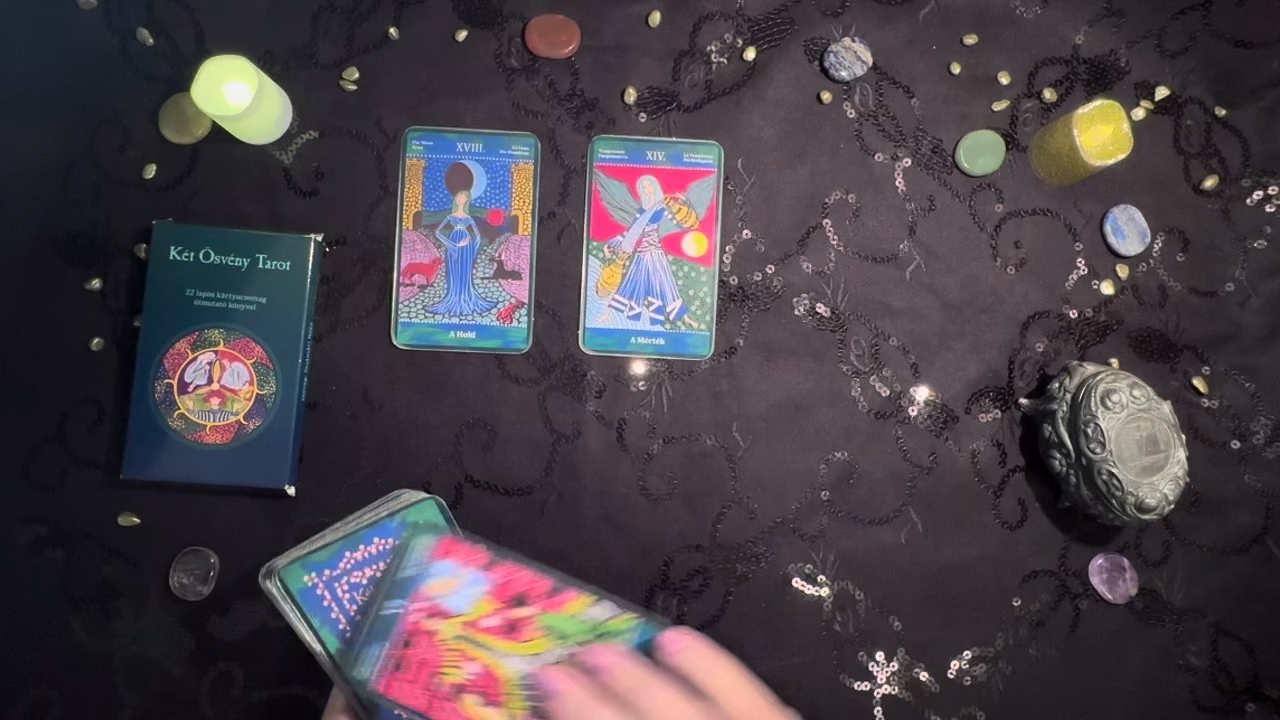 XVIII.
A Hold
XIV.
A Mérték
Két Ösvény Tarot
22 lapos kártyacsomag
útmutató könyvvel